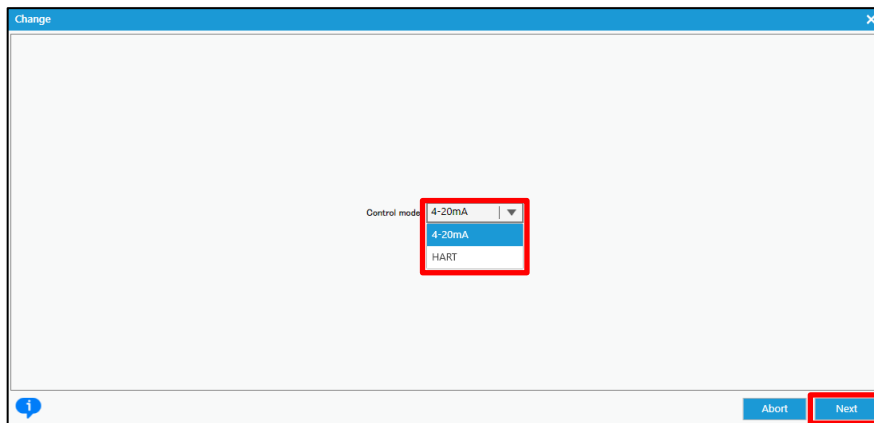 Change
Control mode 4-20mA
4-20mA
HART
Abort Next